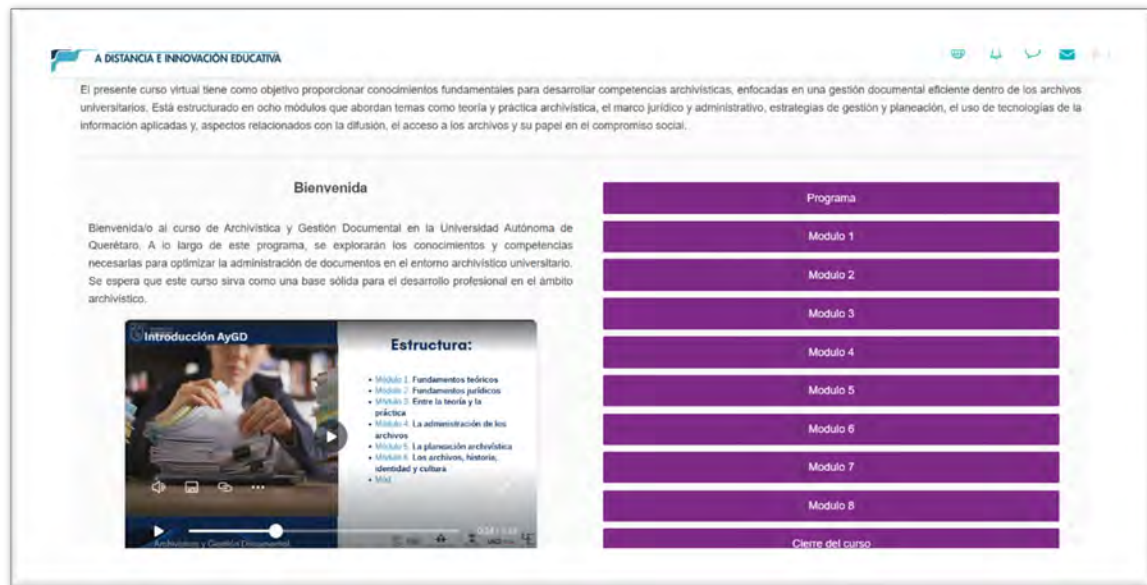 A DISTANCIA E INNOVACIÓN EDUCATIVA
El presente curso virtual tiene como objetivo proporcionar conocimientos fundamentales para desarrollar competencias archivísticas, enfocadas en una gestión documental eficiente dentro de los archivos
universitarios. Está estructurado en ocho módulos que abordan temas como teoría y práctica archivística, el marco jurídico y administrativo, estrategias de gestión y planeación, el uso de tecnologías de la
información aplicadas y, aspectos relacionados con la difusión, el acceso a los archivos y su papel en el compromiso social.
Bienvenida
Bienvenida/o al curso de Archivística y Gestión Documental en la Universidad Autónoma de
Querétaro. A lo largo de este programa, se explorarán los conocimientos y competencias
necesarias para optimizar la administración de documentos en el entorno archivístico universitario.
Se espera que este curso sirva como una base sólida para el desarrollo profesional en el ámbito
archivístico.
Introducción AyGD
Estructura:
• Módulo 1. Fundamentos teóricos
• Módulo 2. Fundamentos jurídicos
• Módulo 3. Entre la teoría y la
práctica
• Módulo 4. La administración de los
archivos
• Módulo 5. La planeación archivística
• Módulo 6. Los archivos, historia,
identidad y cultura
• Mód
Archivística y Gestión Documental
Programa
Modulo 1
Modulo 2
Modulo 3
Modulo 4
Modulo 5
Modulo 6
Modulo 7
Modulo 8
Cierre del curso